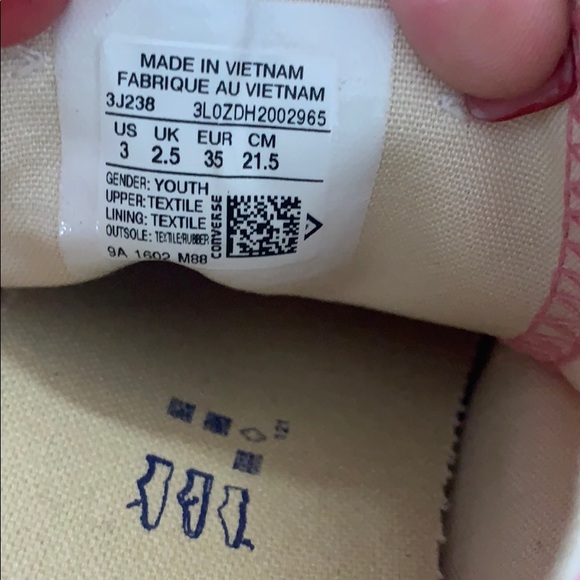 MADE IN VIETNAM
FABRIQUE AU VIETNAM
3J238 3L0ZDH2002965
US UK EUR CM
3 2.5 35 21.5
GENDER: YOUTH
UPPER: TEXTILE
LINING: TEXTILE
OUTSOLE: TEXTILE/RUBBER
CONVERSE
9A 1602 M88
121